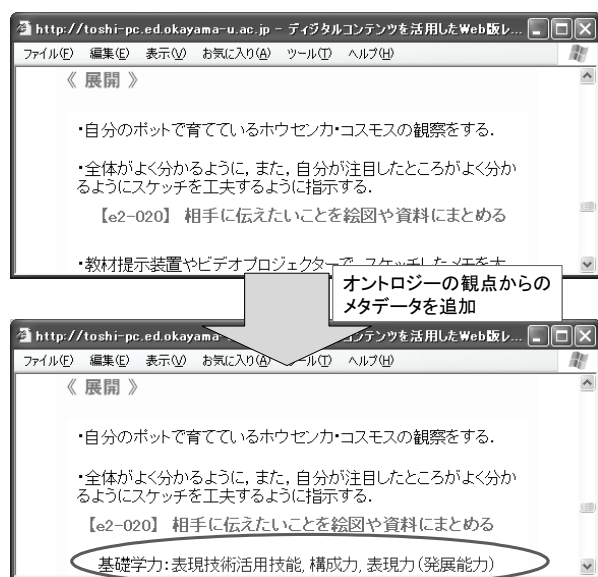 http://toshi-pc.ed.okayama-u.ac.jp - ディジタルコンテンツを活用したWeb版レ...
ファイル(F) 編集(E) 表示(V) お気に入り(A) ツール(T) ヘルプ(H)
《 展開 》
・自分のポットで育てているホウセンカ・コスモスの観察をする.
・全体がよく分かるように, また, 自分が注目したところがよく分か
るようにスケッチを工夫するように指示する.
【e2-020】 相手に伝えたいことを絵図や資料にまとめる
・教材提示装置やビデオプロジェクターで, スケッチしたメモを大
オントロジーの観点からの
メタデータを追加
http://toshi-pc.ed.okayama- コンテンツを活用したWeb版レ...
ファイル(F) 編集(E) 表示(V) お気に入り(A) ール(T) ヘルプ(H)
《 展開 》
・自分のポットで育てているホウセンカ・コスモスの観察をする.
・全体がよく分かるように, また, 自分が注目したところがよく分か
るようにスケッチを工夫するように指示する.
【e2-020】 相手に伝えたいことを絵図や資料にまとめる
基礎学力:表現技術活用技能, 構成力, 表現力(発展能力)